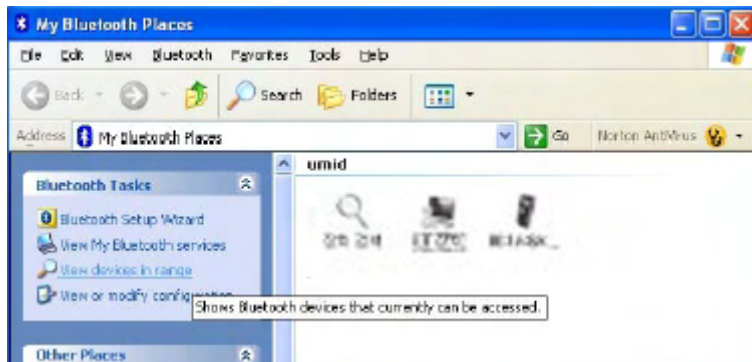 My Bluetooth Places
File Edit View Bluetooth Favorites Tools Help
Back Search Folders
Address My Bluetooth Places Go Norton AntiVirus
umid
Bluetooth Tasks
Bluetooth Setup Wizard
View My Bluetooth services
View devices in range
View or modify configuration
Shows Bluetooth devices that currently can be accessed.
Other Places